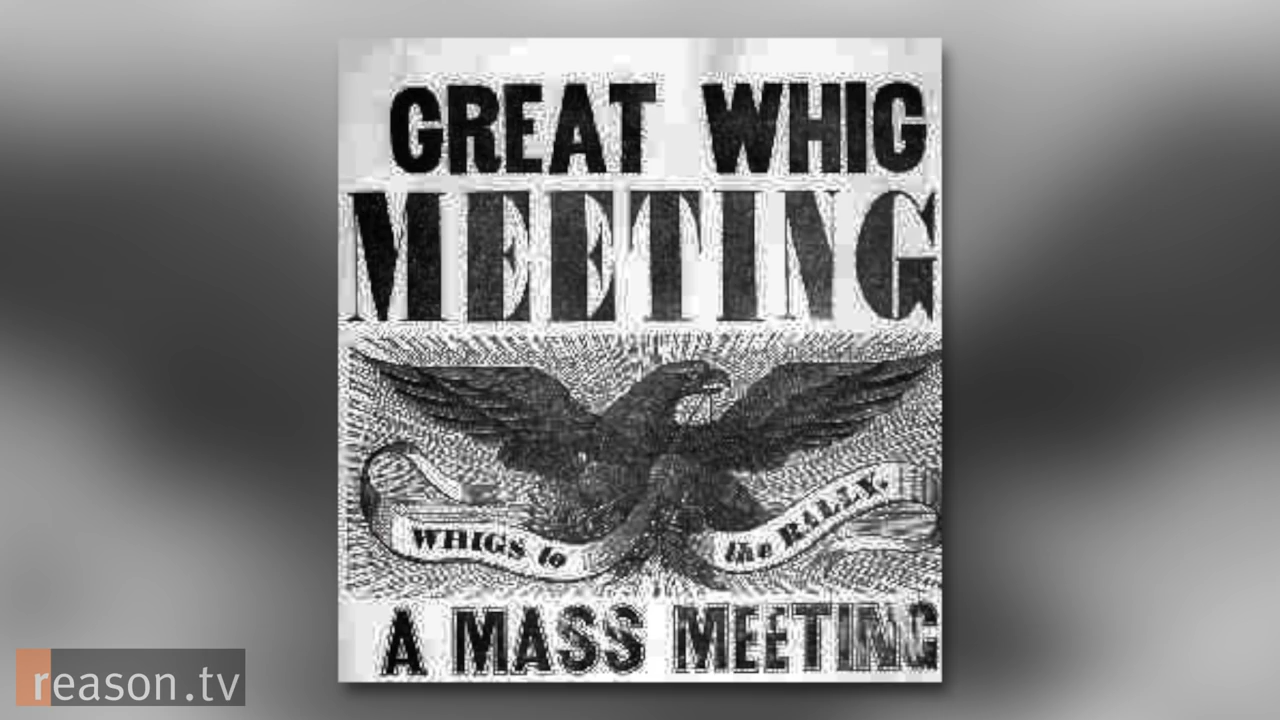 GREAT WHIG
MEETING
WHIGS to the RALLY.
A MASS MEETING
reason.tv